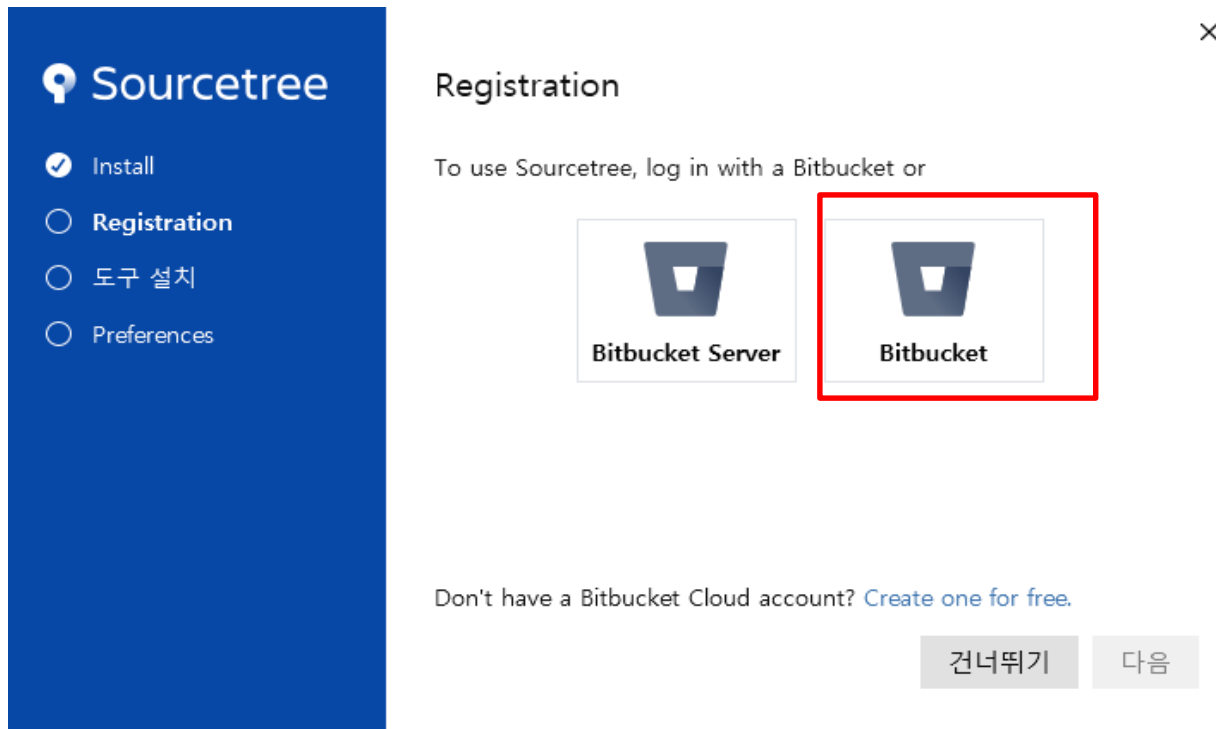 Sourcetree
Install
Registration
도구 설치
Preferences
Registration
To use Sourcetree, log in with a Bitbucket or
Bitbucket Server
Bitbucket
Don't have a Bitbucket Cloud account? Create one for free.
건너뛰기
다음